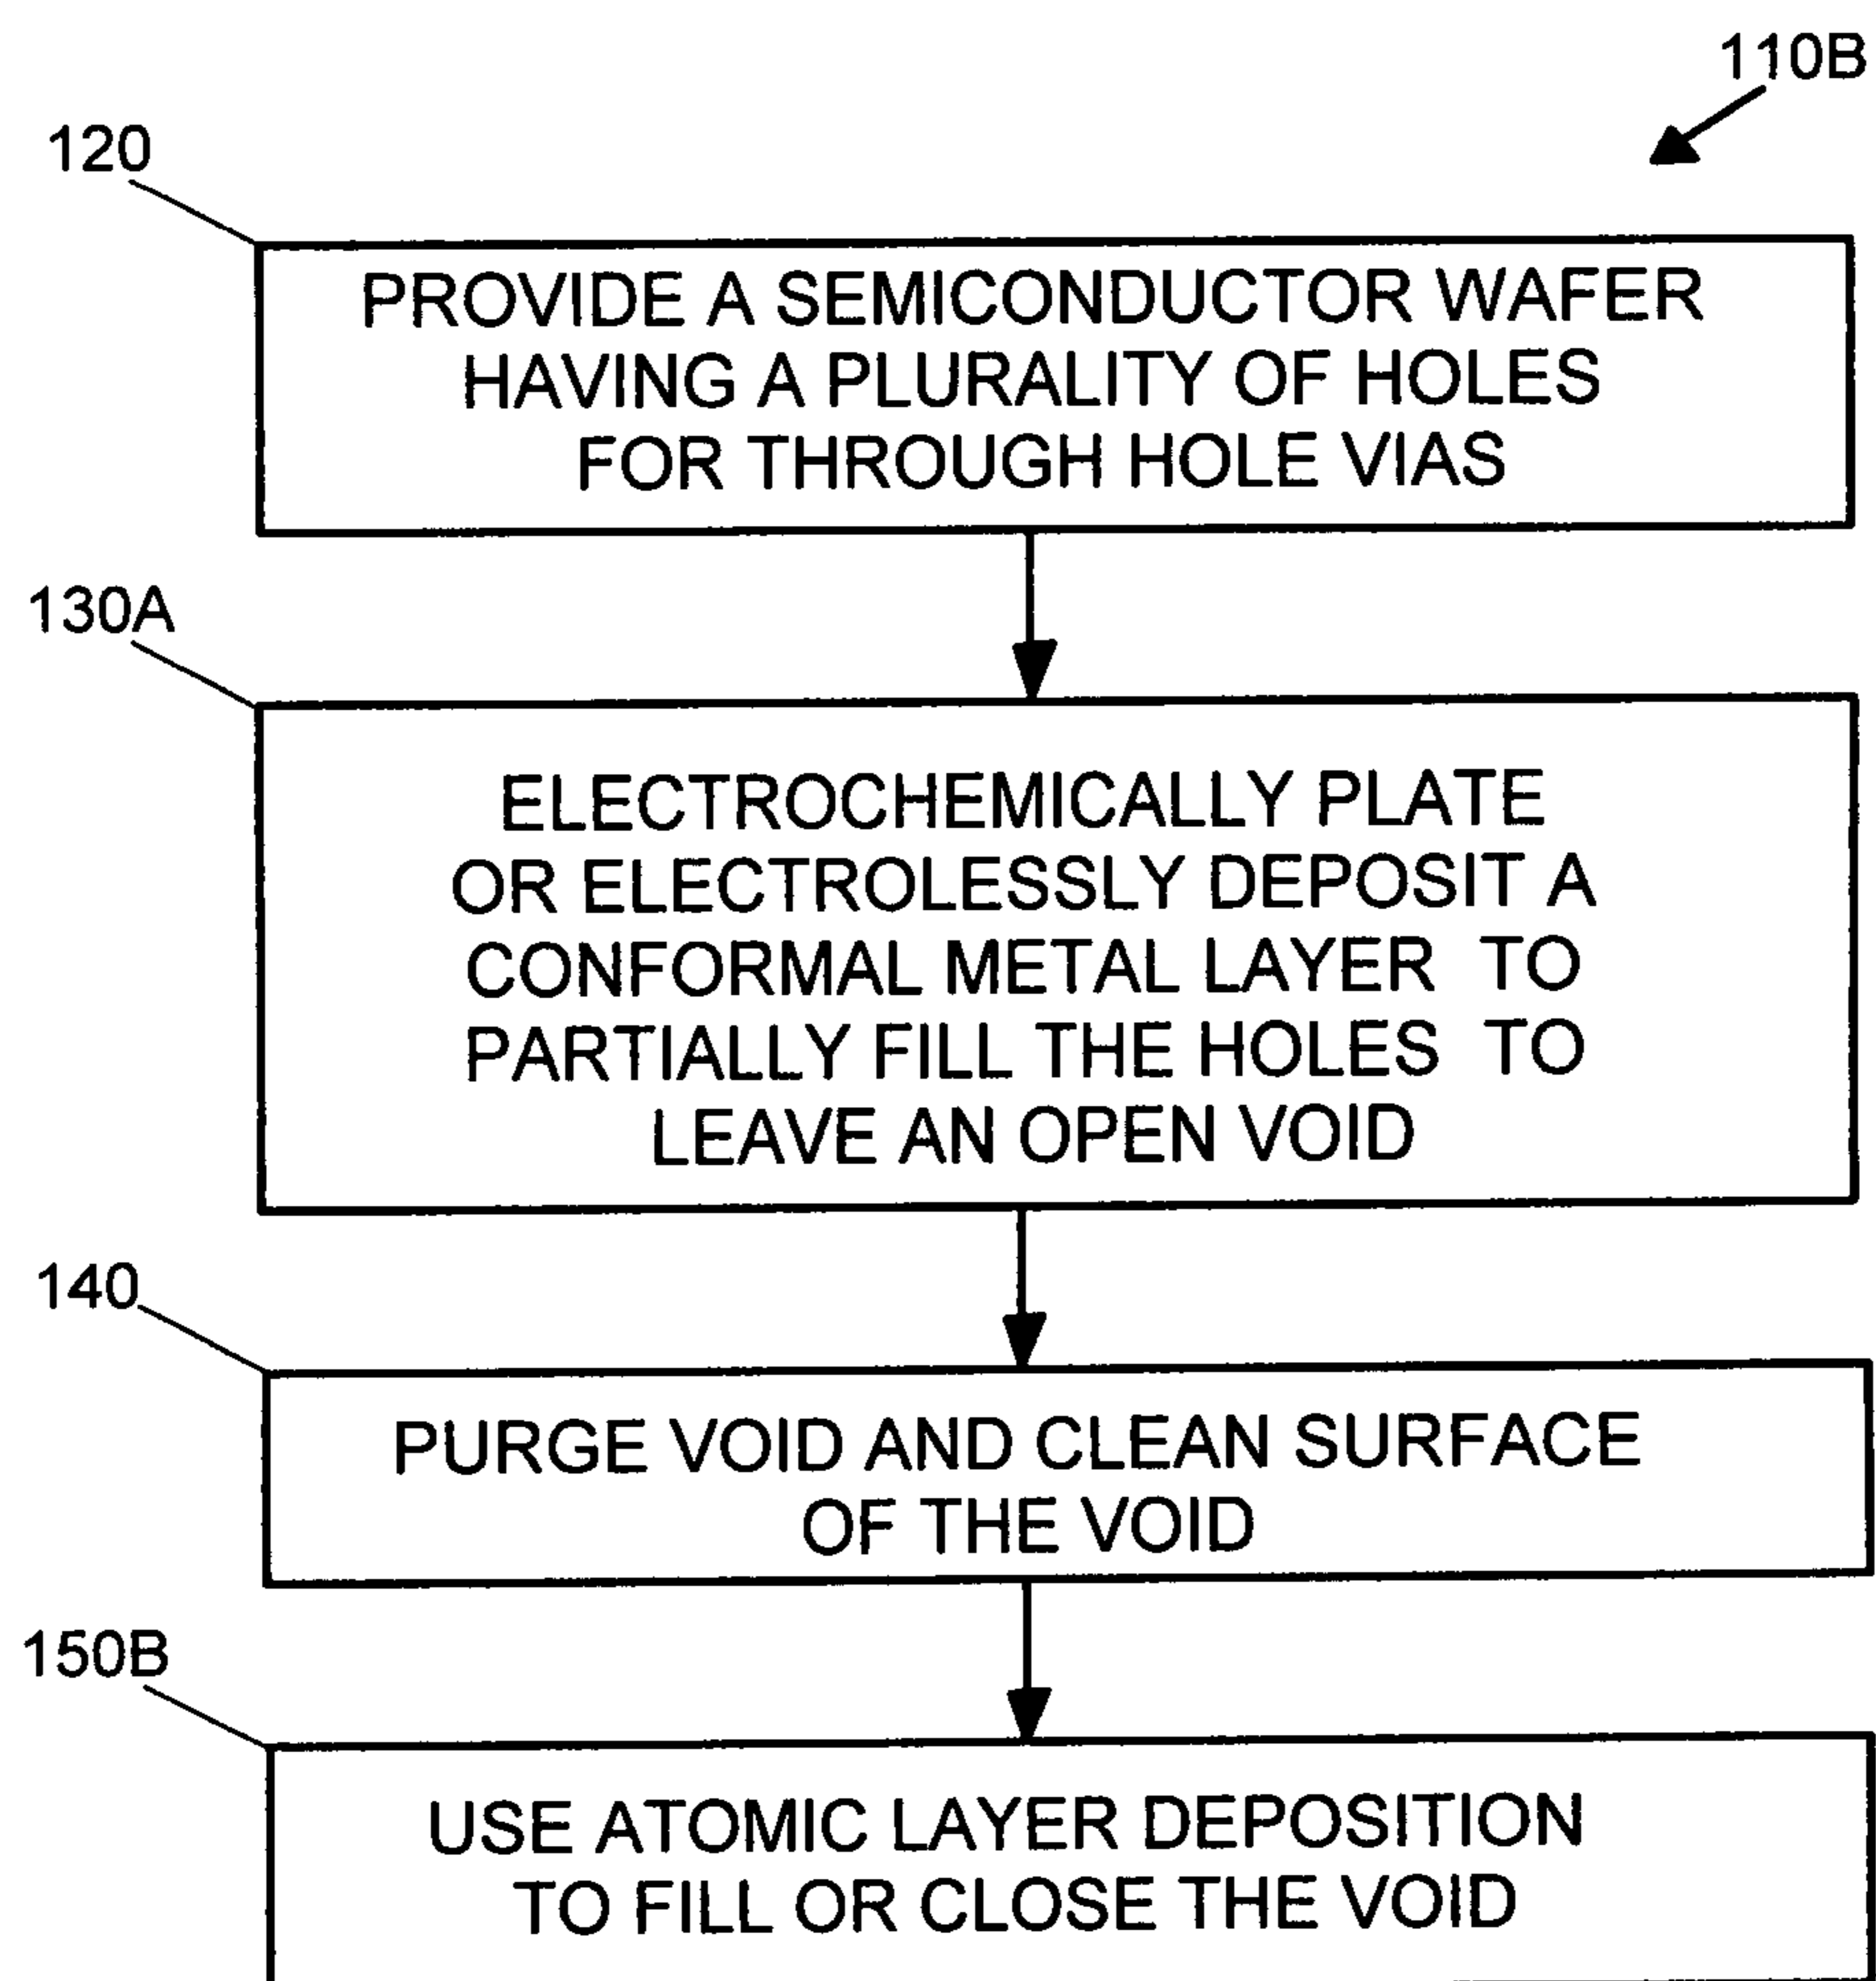 110B
120
PROVIDE A SEMICONDUCTOR WAFER
HAVING A PLURALITY OF HOLES
FOR THROUGH HOLE VIAS
130A
ELECTROCHEMICALLY PLATE
OR ELECTROLESSLY DEPOSIT A
CONFORMAL METAL LAYER TO
PARTIALLY FILL THE HOLES TO
LEAVE AN OPEN VOID
140
PURGE VOID AND CLEAN SURFACE
OF THE VOID
150B
USE ATOMIC LAYER DEPOSITION
TO FILL OR CLOSE THE VOID